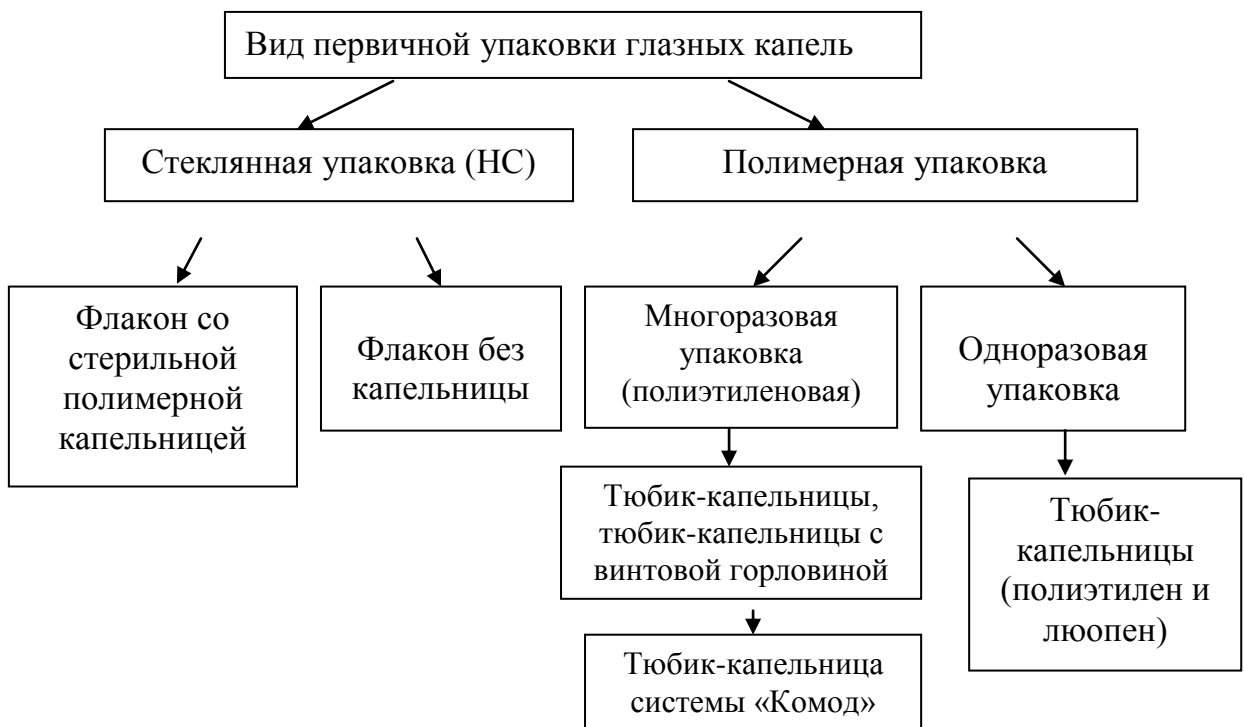 Вид первичной упаковки глазных капель
Стеклянная упаковка (НС)
Полимерная упаковка
Флакон со
стерильной
полимерной
капельницей
Флакон без
капельницы
Многоразовая
упаковка
(полиэтиленовая)
Одноразовая
упаковка
Тюбик-капельницы,
тюбик-капельницы с
винтовой горловиной
Тюбик-
капельницы
(полиэтилен и
люопен)
Тюбик-капельница
системы «Комод»